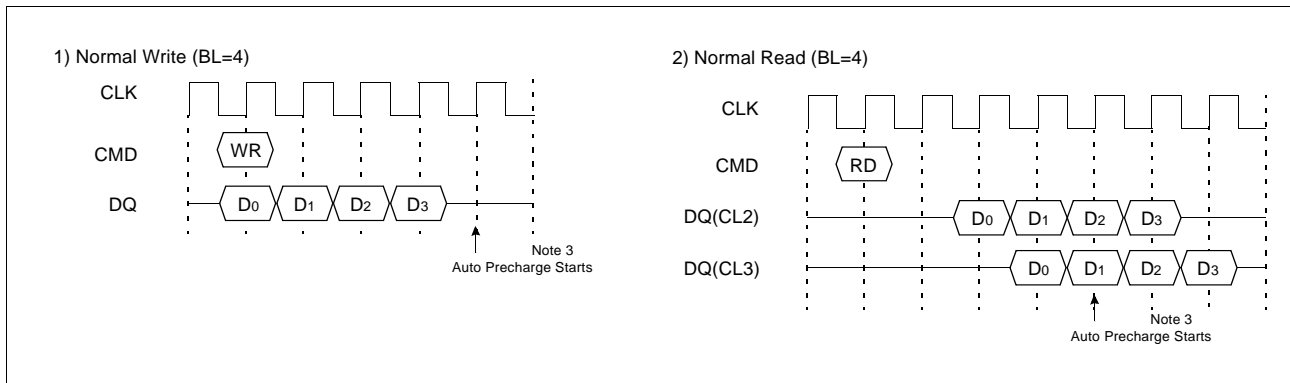 1) Normal Write (BL=4)
CLK
CMD
WR
DQ
D0 D1 D2 D3
Note 3
Auto Precharge Starts
2) Normal Read (BL=4)
CLK
CMD
RD
DQ(CL2)
D0 D1 D2 D3
DQ(CL3)
D0 D1 D2 D3
Note 3
Auto Precharge Starts